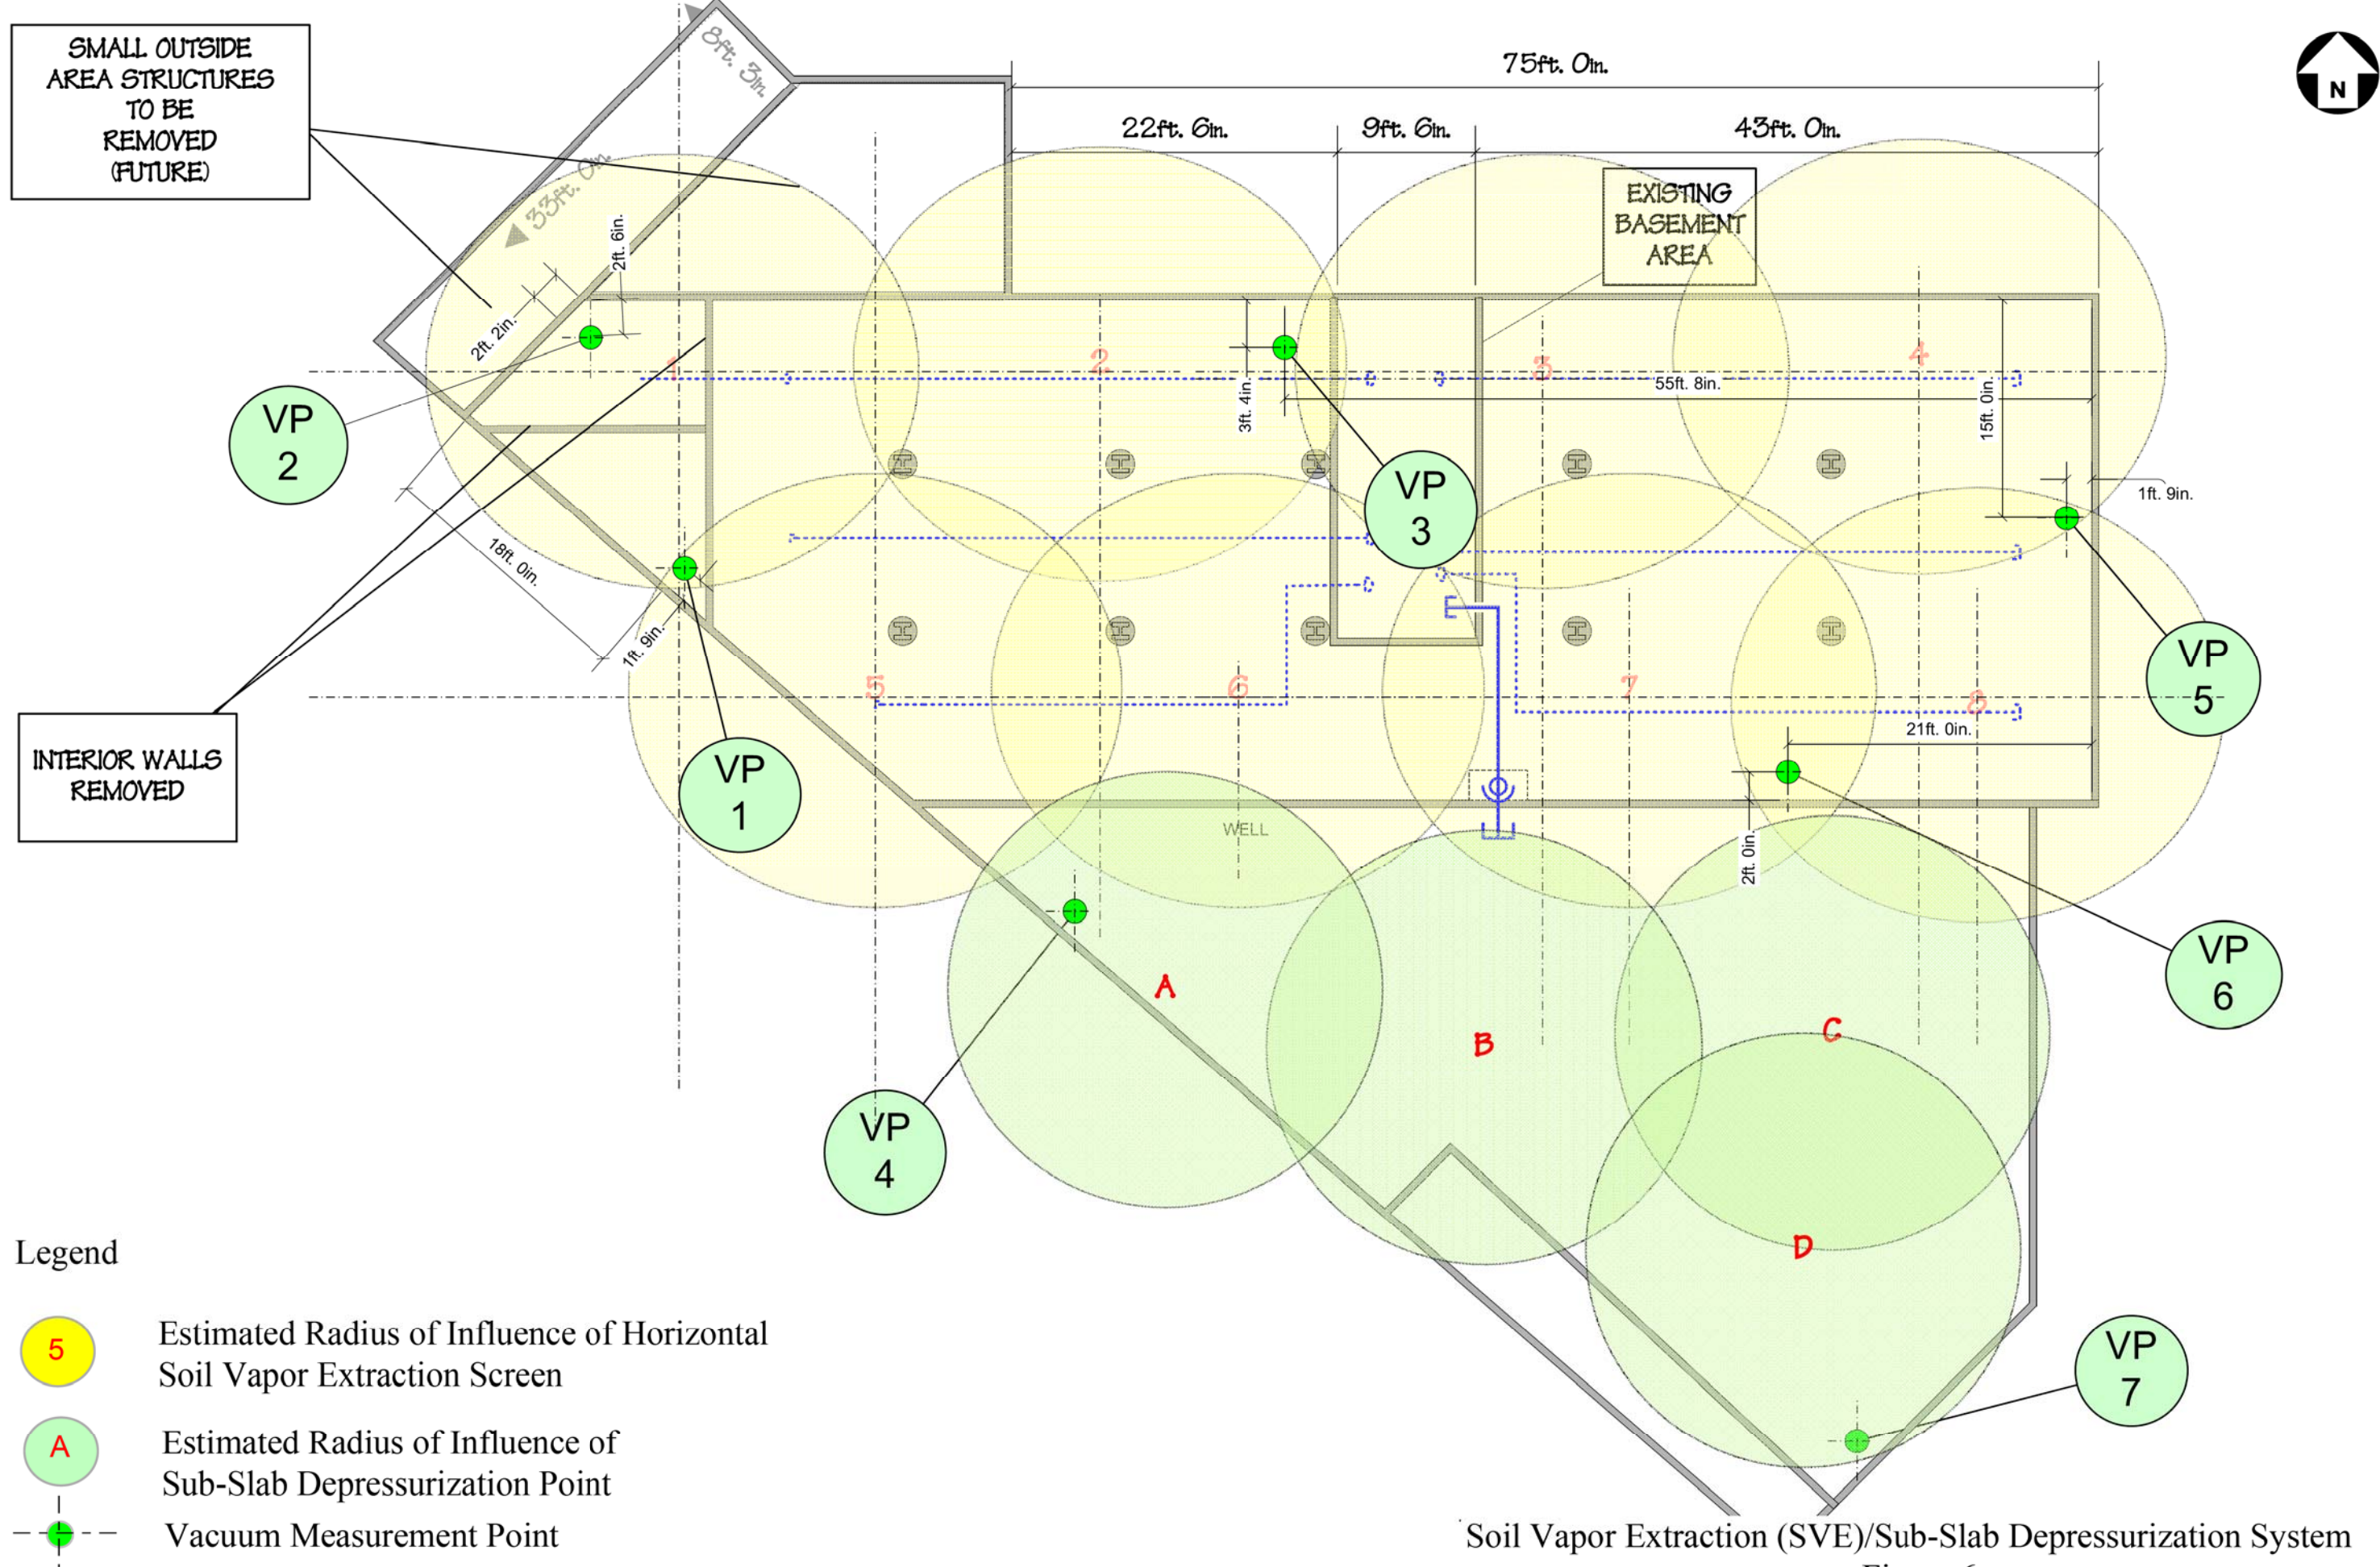 SMALL OUTSIDE
AREA STRUCTURES
TO BE
REMOVED
(FUTURE)
8ft. 3in.
75ft. 0in.
N
22ft. 6in.
9ft. 6in.
43ft. 0in.
33ft. 0in.
2ft. 6in.
EXISTING
BASEMENT
AREA
2ft. 2in.
1
2
3
4
3ft. 4in.
55ft. 8in.
15ft. 0in.
VP
2
VP
3
1ft. 9in.
18ft. 0in.
1ft. 9in.
5
6
7
8
VP
5
21ft. 0in.
INTERIOR WALLS
REMOVED
VP
1
WELL
2ft. 0in.
A
B
C
VP
6
VP
4
D
VP
7
Legend
5
Estimated Radius of Influence of Horizontal
Soil Vapor Extraction Screen
A
Estimated Radius of Influence of
Sub-Slab Depressurization Point
Vacuum Measurement Point
Soil Vapor Extraction (SVE)/Sub-Slab Depressurization System